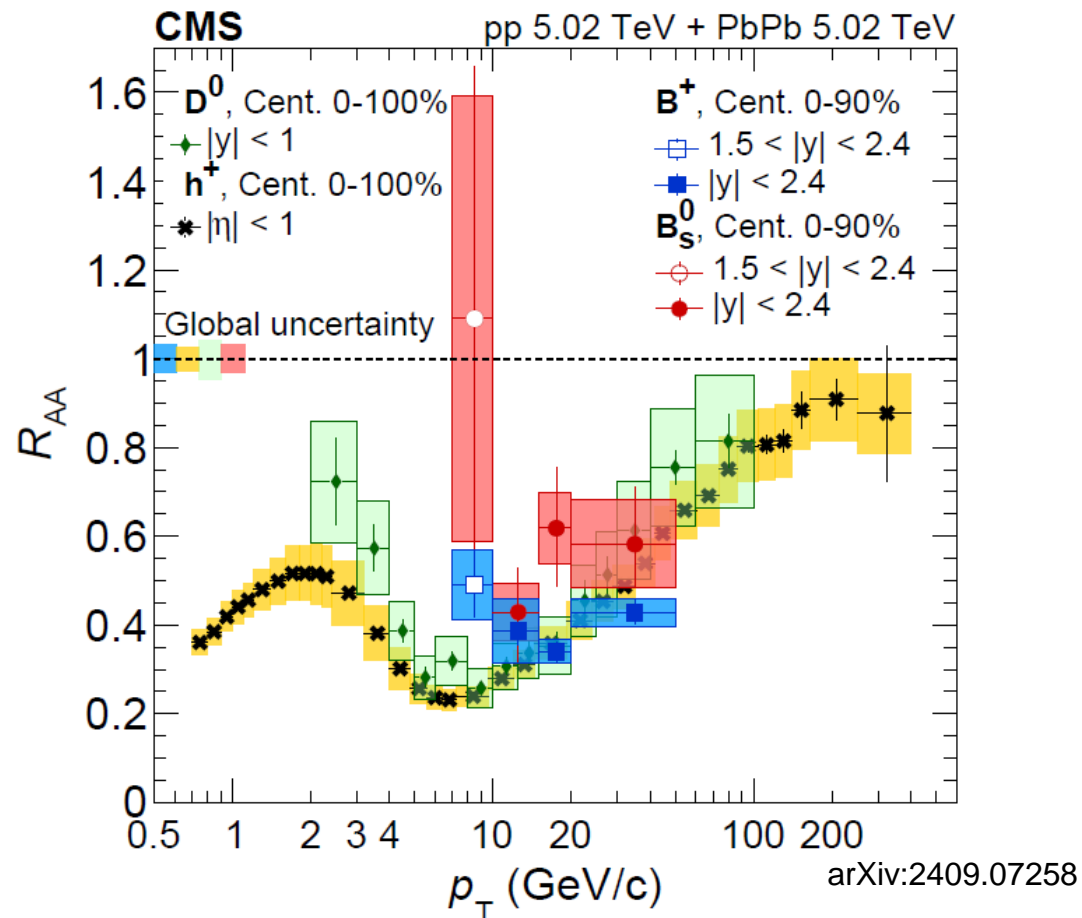 CMS pp 5.02 TeV + PbPb 5.02 TeV
D⁰, Cent. 0-100%
|y| < 1
h⁺, Cent. 0-100%
|η| < 1
B⁺, Cent. 0-90%
1.5 < |y| < 2.4
|y| < 2.4
B⁰ₛ, Cent. 0-90%
1.5 < |y| < 2.4
|y| < 2.4
Global uncertainty
R_AA
1.6
1.4
1.2
1
0.8
0.6
0.4
0.2
0
0.5 1 2 3 4 10 20 100 200
p_T (GeV/c)
arXiv:2409.07258